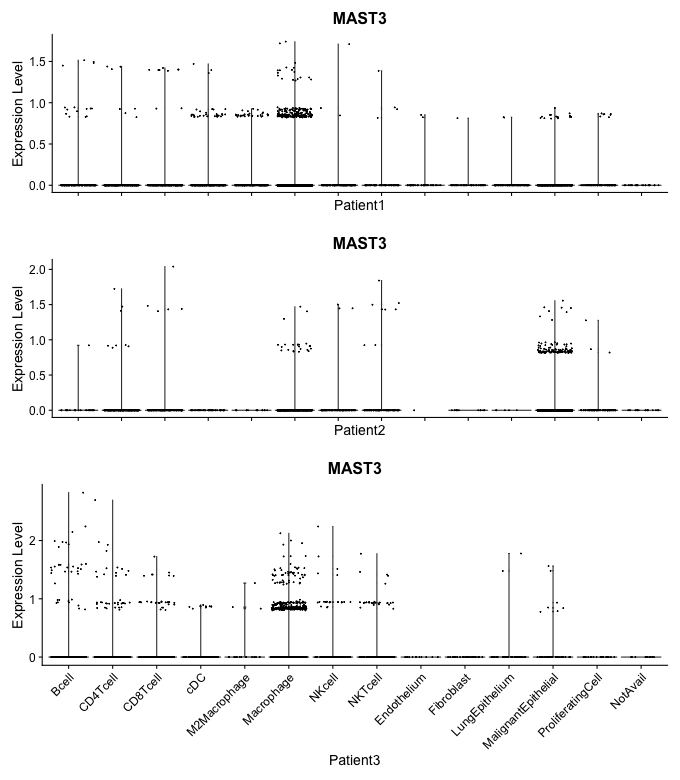 MAST3
Expression Level
1.5
1.0
0.5
0.0
Patient1
MAST3
Expression Level
2.0
1.5
1.0
0.5
0.0
Patient2
MAST3
Expression Level
2
1
0
Bcell
CD4Tcell
CD8Tcell
cDC
M2Macrophage
Macrophage
NKcell
NKTcell
Endothelium
Fibroblast
LungEpithelium
MalignantEpithelial
ProliferatingCell
NotAvail
Patient3